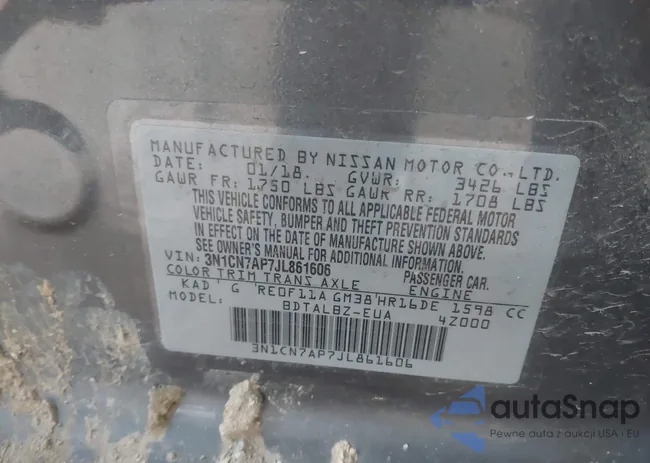 MANUFACTURED BY NISSAN MOTOR CO.,LTD.
DATE: 01/18. GVWR: 3426 LBS
GAWR FR: 1750 LBS GAWR RR: 1708 LBS
THIS VEHICLE CONFORMS TO ALL APPLICABLE FEDERAL MOTOR
VEHICLE SAFETY, BUMPER AND THEFT PREVENTION STANDARDS
IN EFFECT ON THE DATE OF MANUFACTURE SHOWN ABOVE.
SEE OWNER'S MANUAL FOR ADDITIONAL INFORMATION.
VIN: 3N1CN7AP7JL861606 PASSENGER CAR.
COLOR TRIM TRANS AXLE ENGINE
KAD ' G 'RE0F11A GM38'HR16DE 1598 CC
MODEL: BDTALBZ-EUA 4Z000
3N1CN7AP7JL861606
autaSnap
Pewne auta z aukcji USA i EU